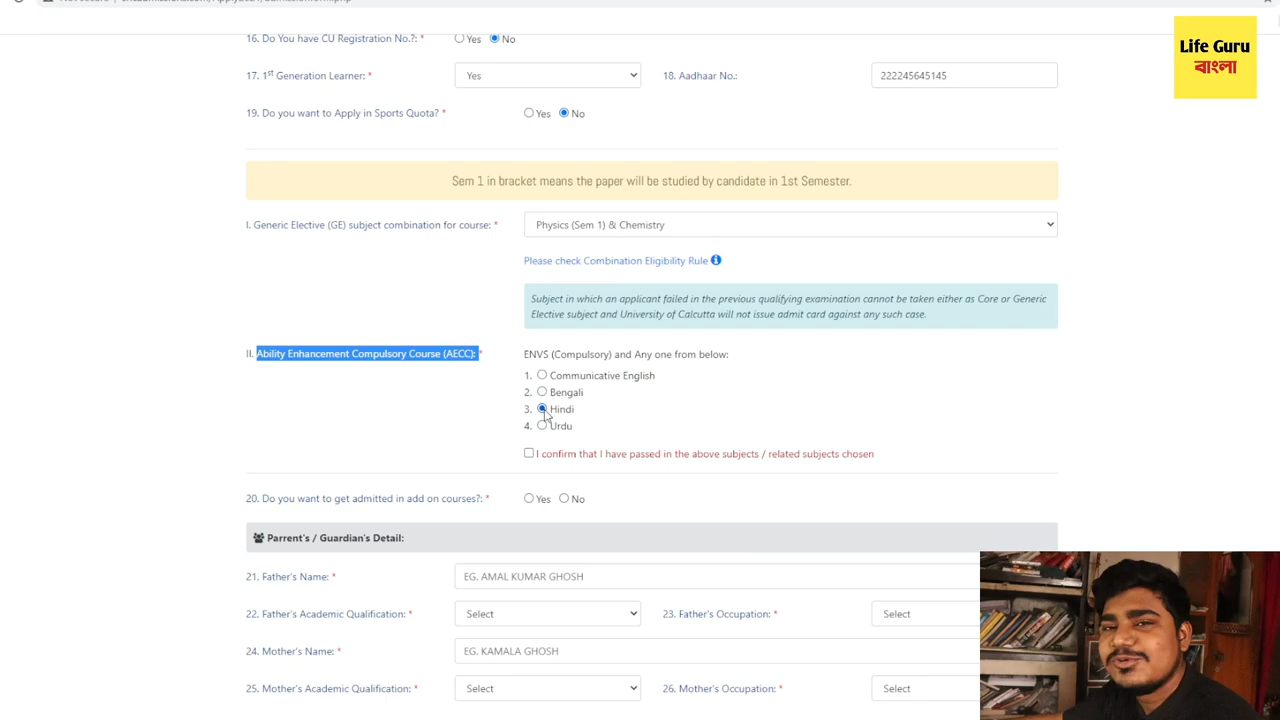 16. Do You have CU Registration No.?: * Yes No
17. 1st Generation Learner: * Yes 18. Aadhaar No.: 222245645145
19. Do you want to Apply in Sports Quota? * Yes No
Life Guru
বাংলা
Sem 1 in bracket means the paper will be studied by candidate in 1st Semester.
I. Generic Elective (GE) subject combination for course: * Physics (Sem 1) & Chemistry
Please check Combination Eligibility Rule
Subject in which an applicant failed in the previous qualifying examination cannot be taken either as Core or Generic
Elective subject and University of Calcutta will not issue admit card against any such case.
II. Ability Enhancement Compulsory Course (AECC): * ENVS (Compulsory) and Any one from below:
1. Communicative English
2. Bengali
3. Hindi
4. Urdu
I confirm that I have passed in the above subjects / related subjects chosen
20. Do you want to get admitted in add on courses?: * Yes No
Parrent's / Guardian's Detail:
21. Father's Name: * EG. AMAL KUMAR GHOSH
22. Father's Academic Qualification: * Select 23. Father's Occupation: * Select
24. Mother's Name: * EG. KAMALA GHOSH
25. Mother's Academic Qualification: * Select 26. Mother's Occupation: * Select